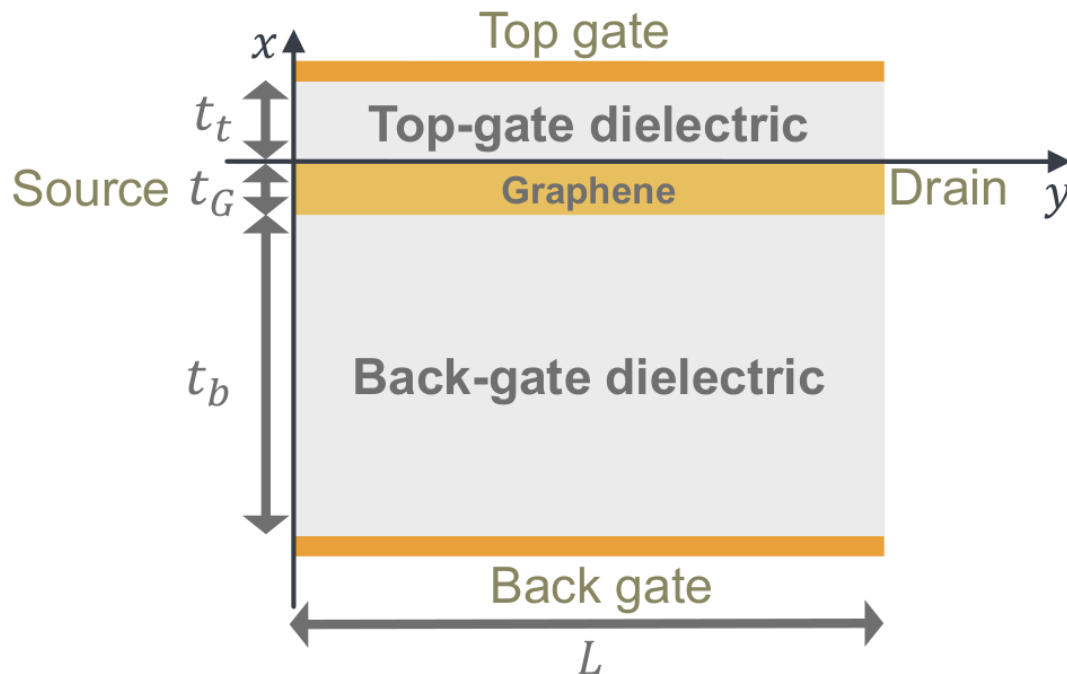 Top gate
x
t_t
Top-gate dielectric
Source
t_G
Graphene
Drain
y
t_b
Back-gate dielectric
Back gate
L